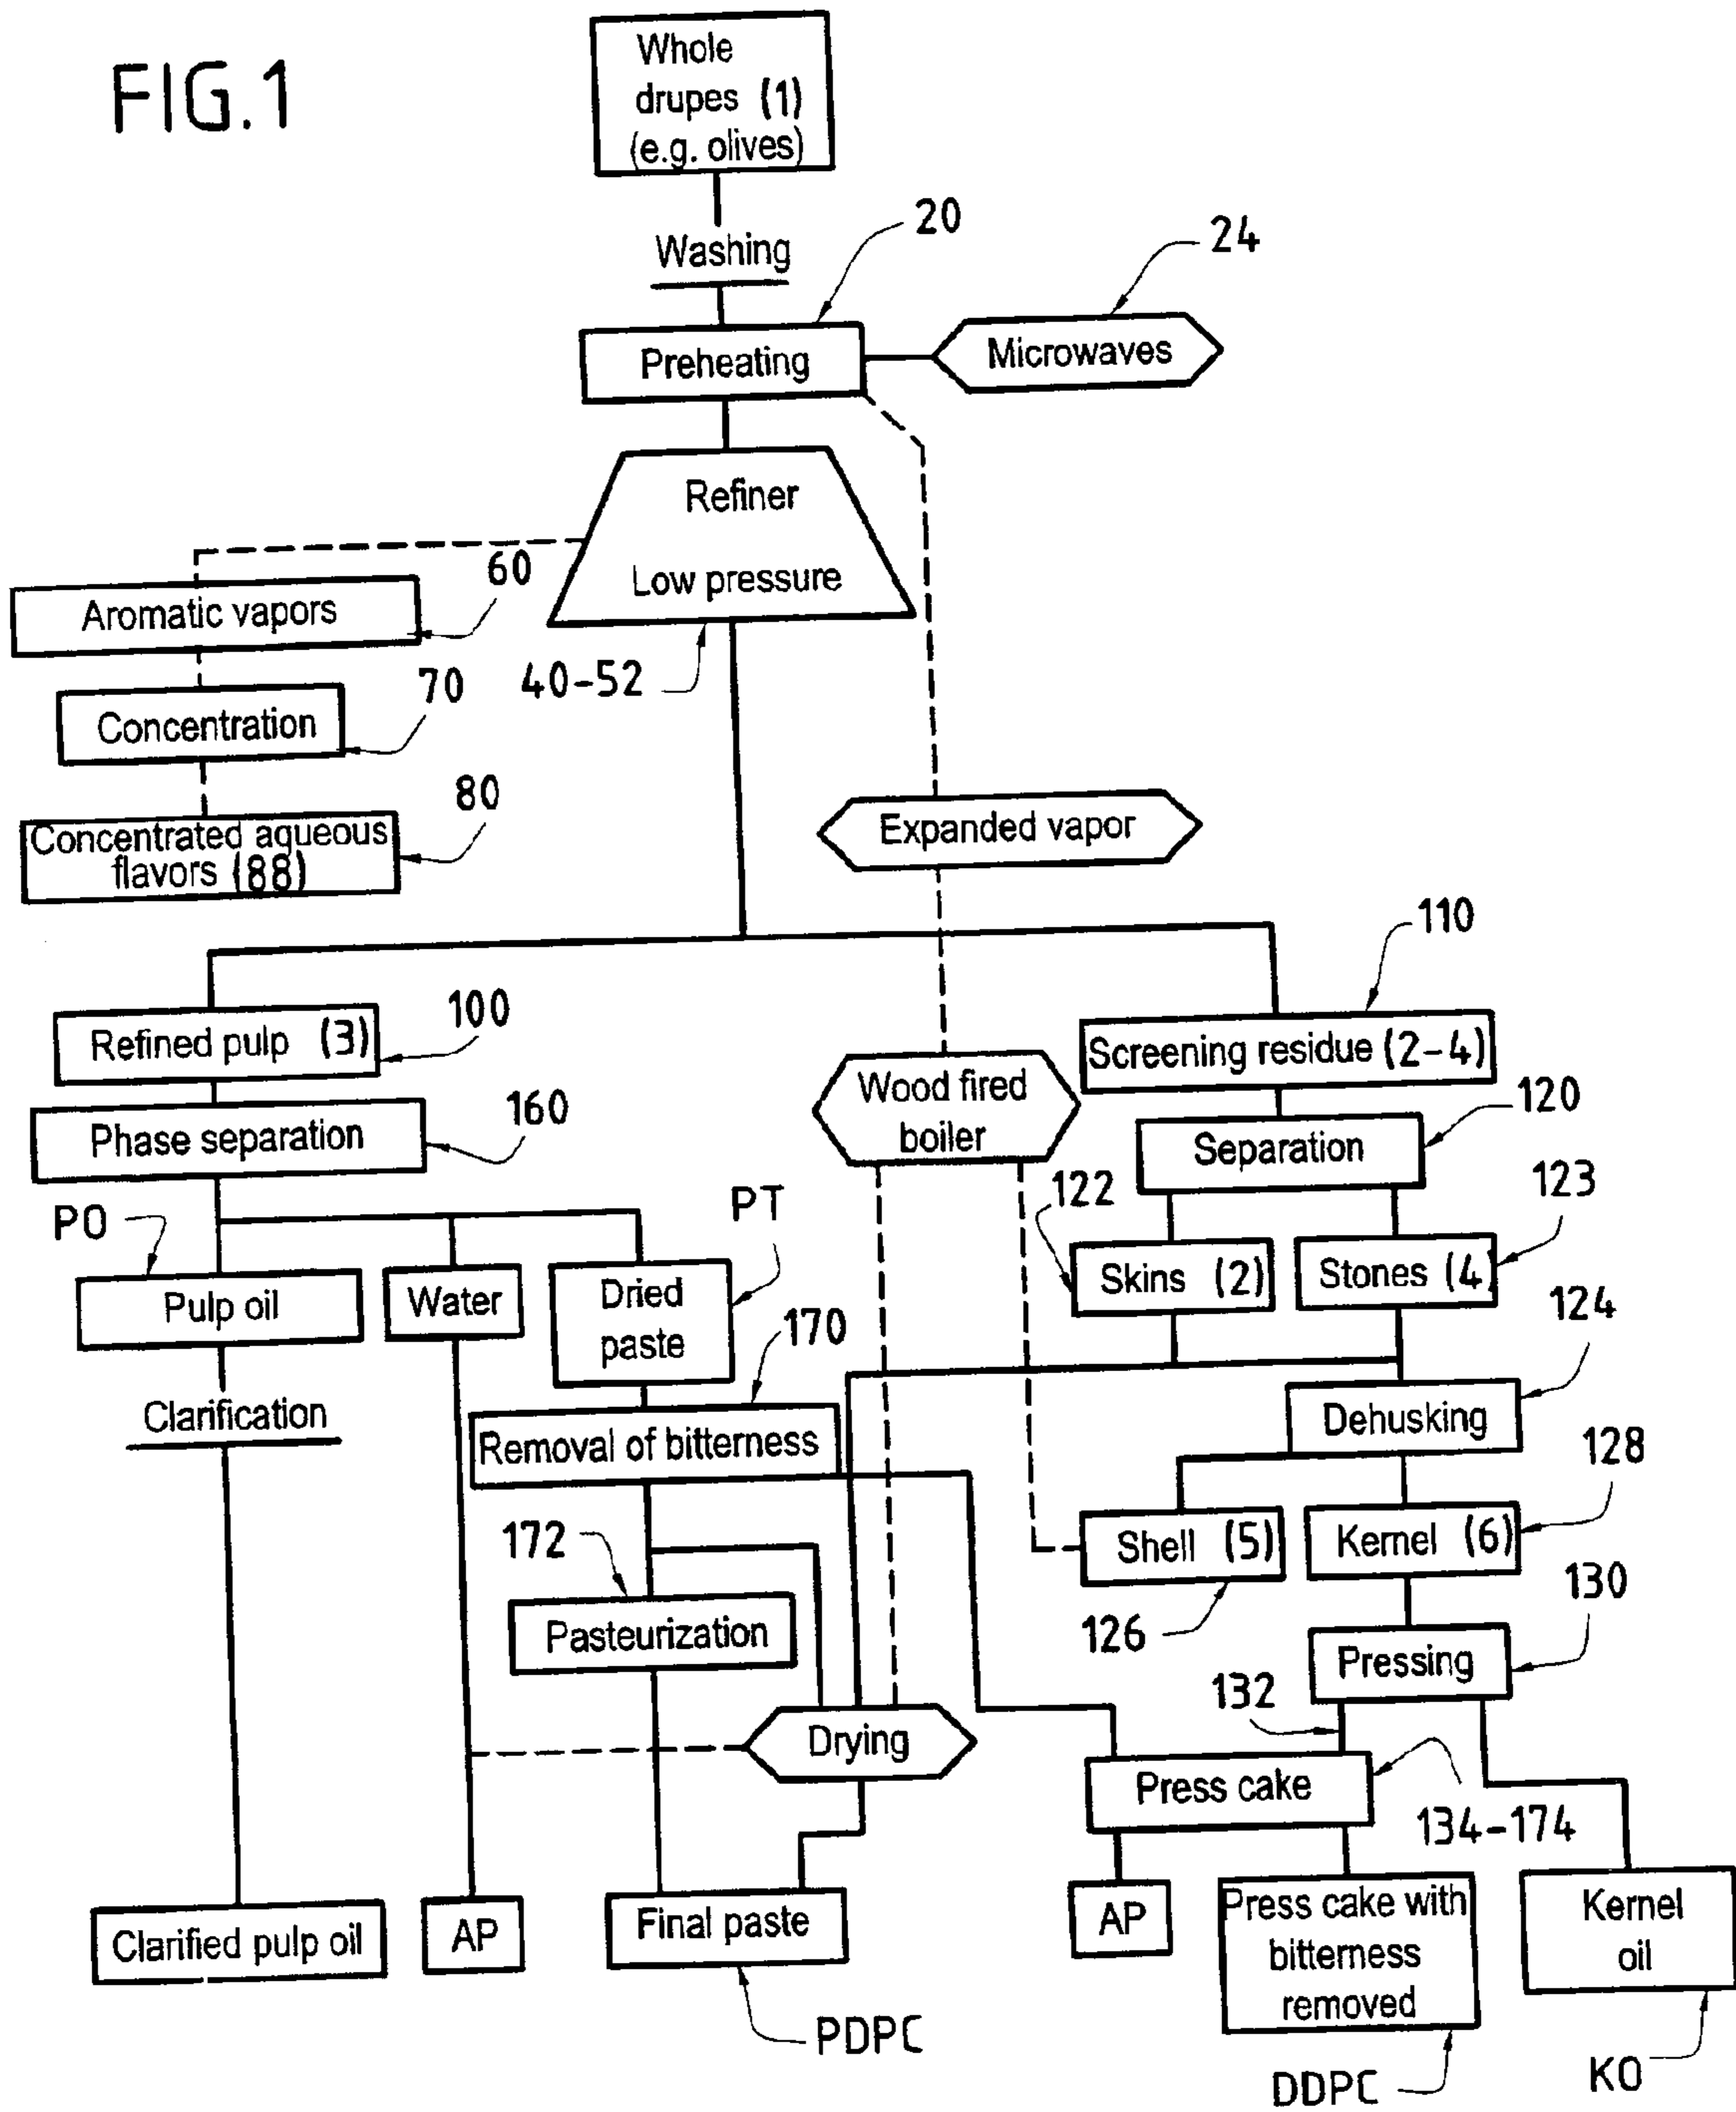 FIG.1
Whole
drupes (1)
(e.g. olives)
Washing
20
24
Preheating
Microwaves
Refiner
Low pressure
60
Aromatic vapors
40-52
70
Concentration
80
Concentrated aqueous
flavors (88)
Expanded vapor
110
100
Refined pulp (3)
Screening residue (2-4)
Wood fired
boiler
160
120
Phase separation
Separation
PO
PT
122
123
Pulp oil
Water
Dried
paste
Skins (2)
Stones (4)
170
124
Clarification
Removal of bitterness
Dehusking
128
172
Shell (5)
Kernel (6)
126
130
Pasteurization
Pressing
132
Drying
Press cake
134-174
Clarified pulp oil
AP
Final paste
AP
Press cake with
bitterness
removed
Kernel
oil
PDPC
DDPC
KO